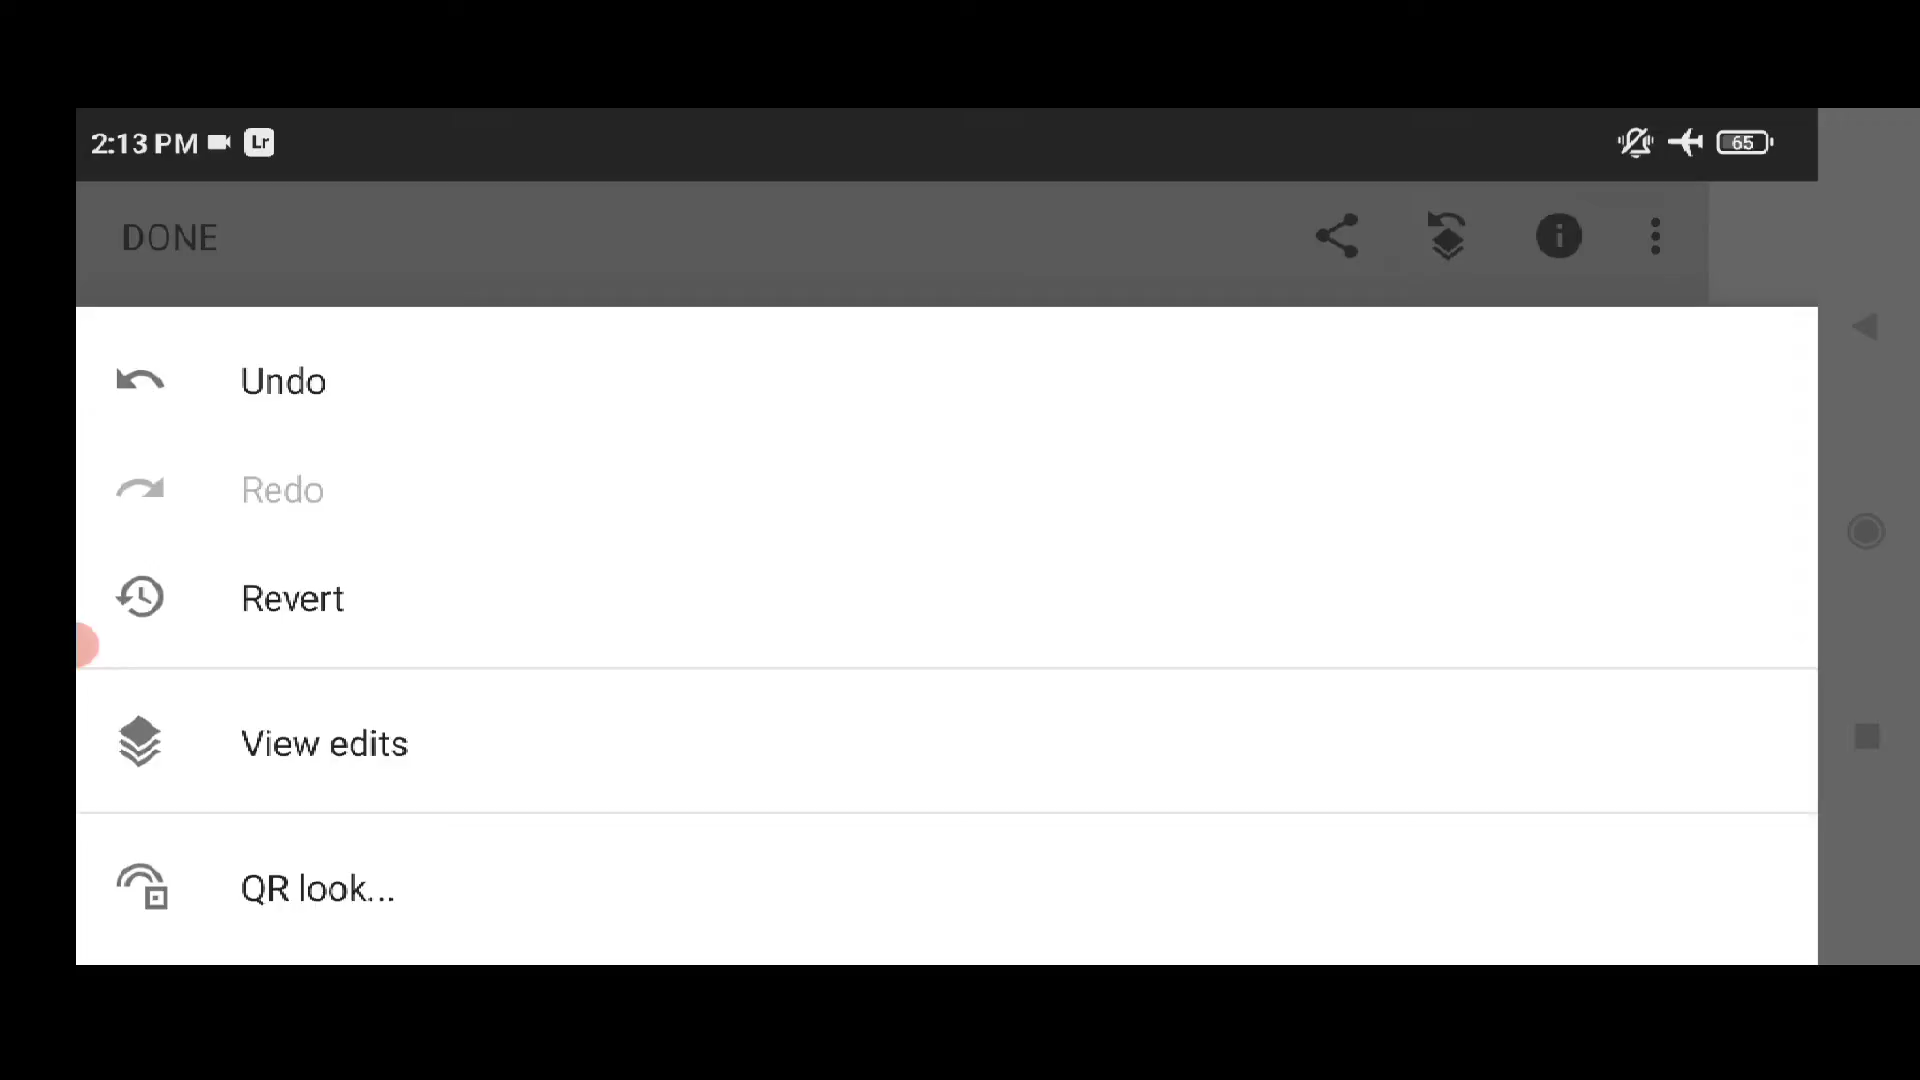 2:13 PM Lr 65
DONE
Undo
Redo
Revert
View edits
QR look...